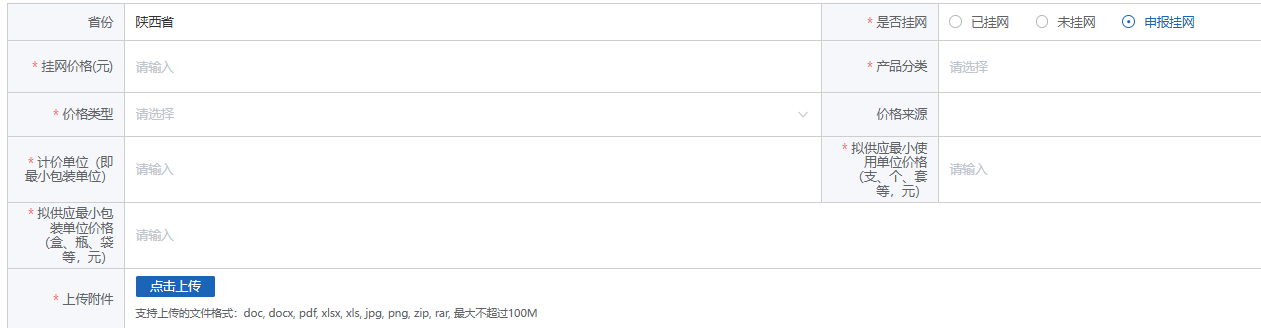 省份
陕西省
* 是否挂网
已挂网
未挂网
申报挂网
* 挂网价格(元)
请输入
* 产品分类
请选择
* 价格类型
请选择
价格来源
* 计价单位（即
最小包装单位）
请输入
* 拟供应最小使
用单位价格
（支、个、套
等，元）
请输入
* 拟供应最小包
装单位价格
（盒、瓶、袋
等，元）
请输入
* 上传附件
点击上传
支持上传的文件格式：doc, docx, pdf, xlsx, xls, jpg, png, zip, rar, 最大不超过100M